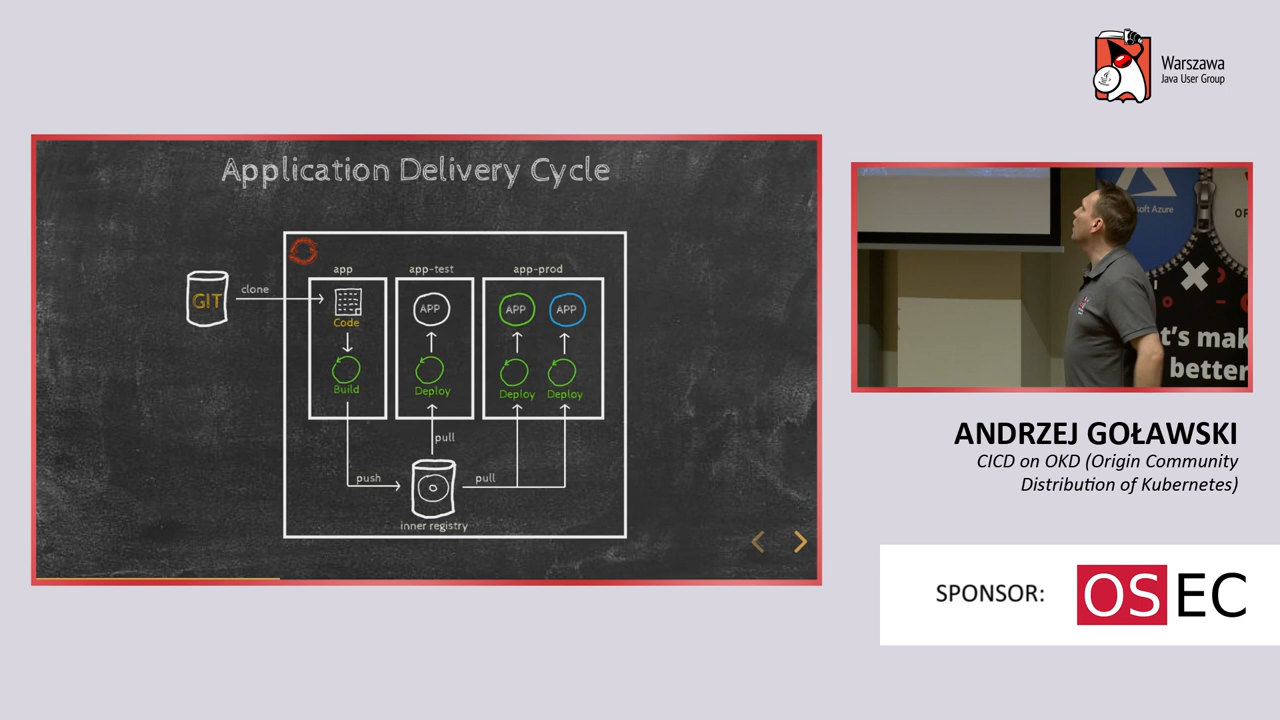 Warszawa
Java User Group
Application Delivery Cycle
app
app-test
app-prod
GIT
clone
Code
APP
APP
APP
Build
Deploy
Deploy
Deploy
pull
push
pull
inner registry
soft Azure
OP
t's mak
better
ANDRZEJ GOŁAWSKI
CICD on OKD (Origin Community
Distribution of Kubernetes)
SPONSOR:
OSEC